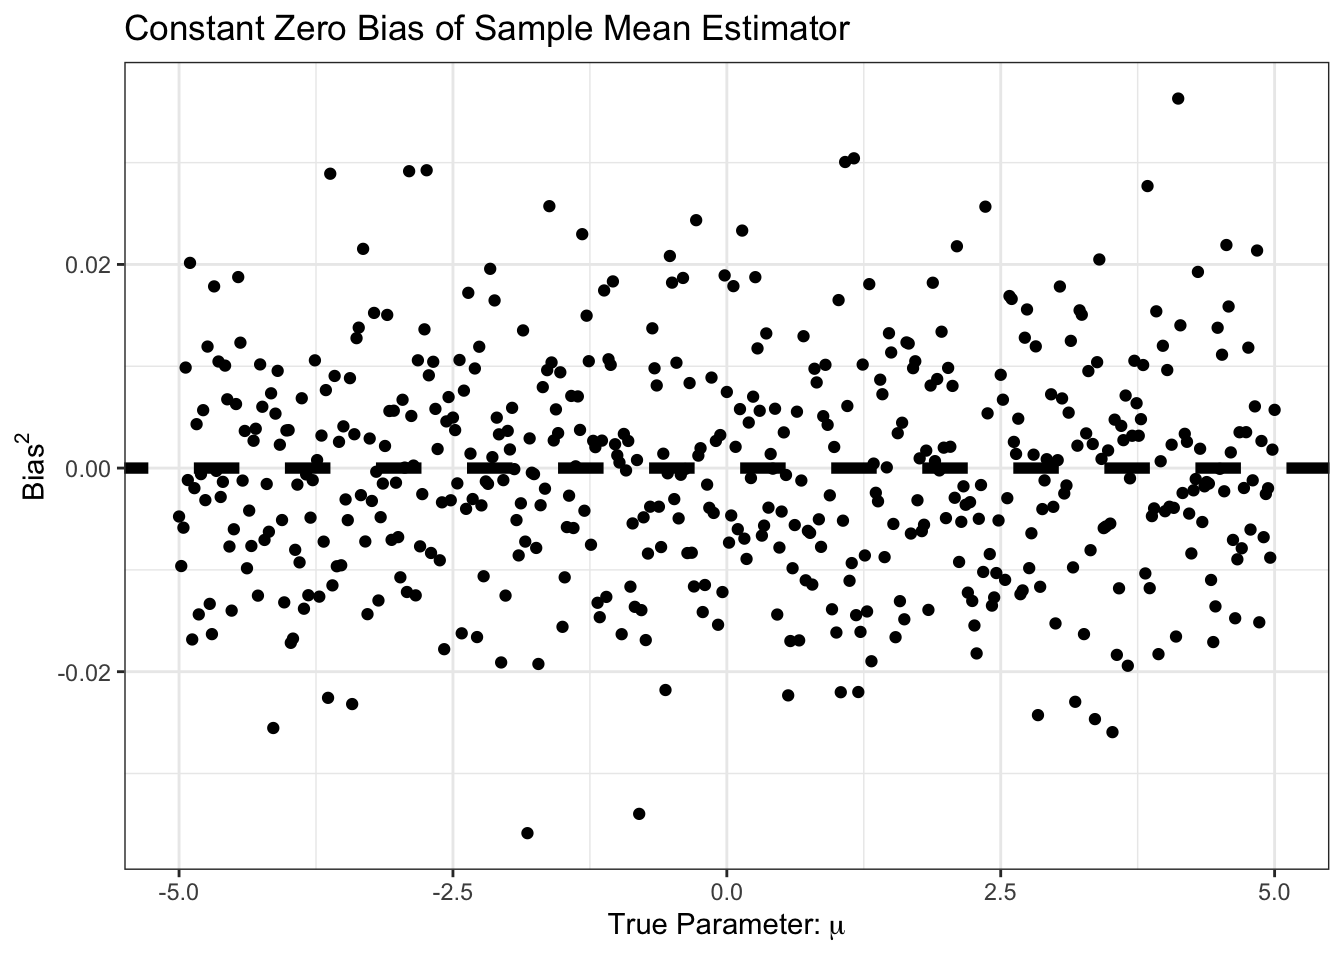 Constant Zero Bias of Sample Mean Estimator
Bias²
0.02
0.00
-0.02
-5.0 -2.5 0.0 2.5 5.0
True Parameter: μ